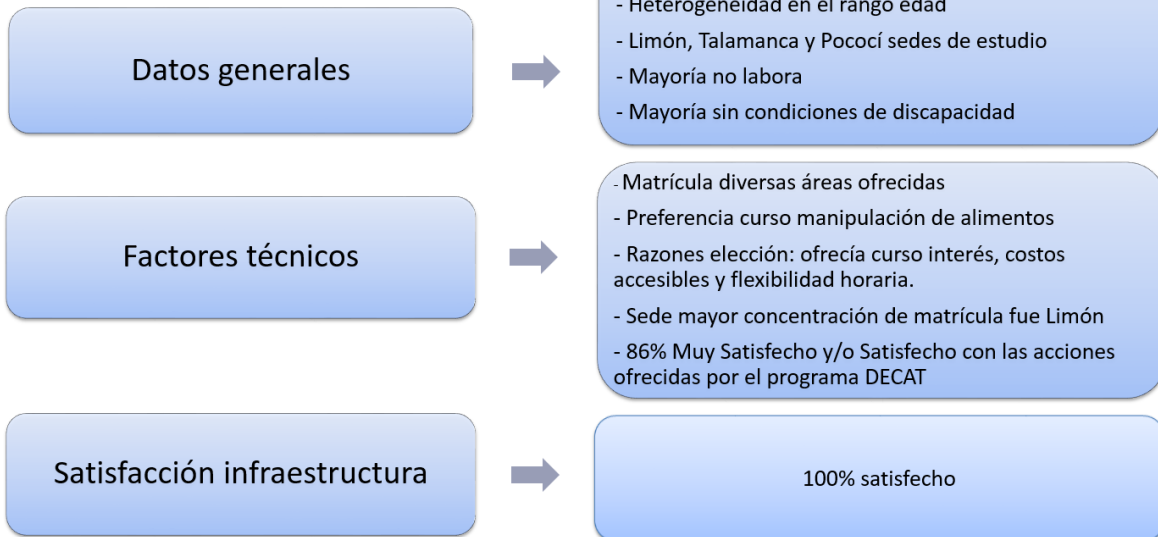 Datos generales
- Heterogeneidad en el rango edad
- Limón, Talamanca y Pococí sedes de estudio
- Mayoría no labora
- Mayoría sin condiciones de discapacidad
Factores técnicos
- Matrícula diversas áreas ofrecidas
- Preferencia curso manipulación de alimentos
- Razones elección: ofrecía curso interés, costos
accesibles y flexibilidad horaria.
- Sede mayor concentración de matrícula fue Limón
- 86% Muy Satisfecho y/o Satisfecho con las acciones
ofrecidas por el programa DECAT
Satisfacción infraestructura
100% satisfecho